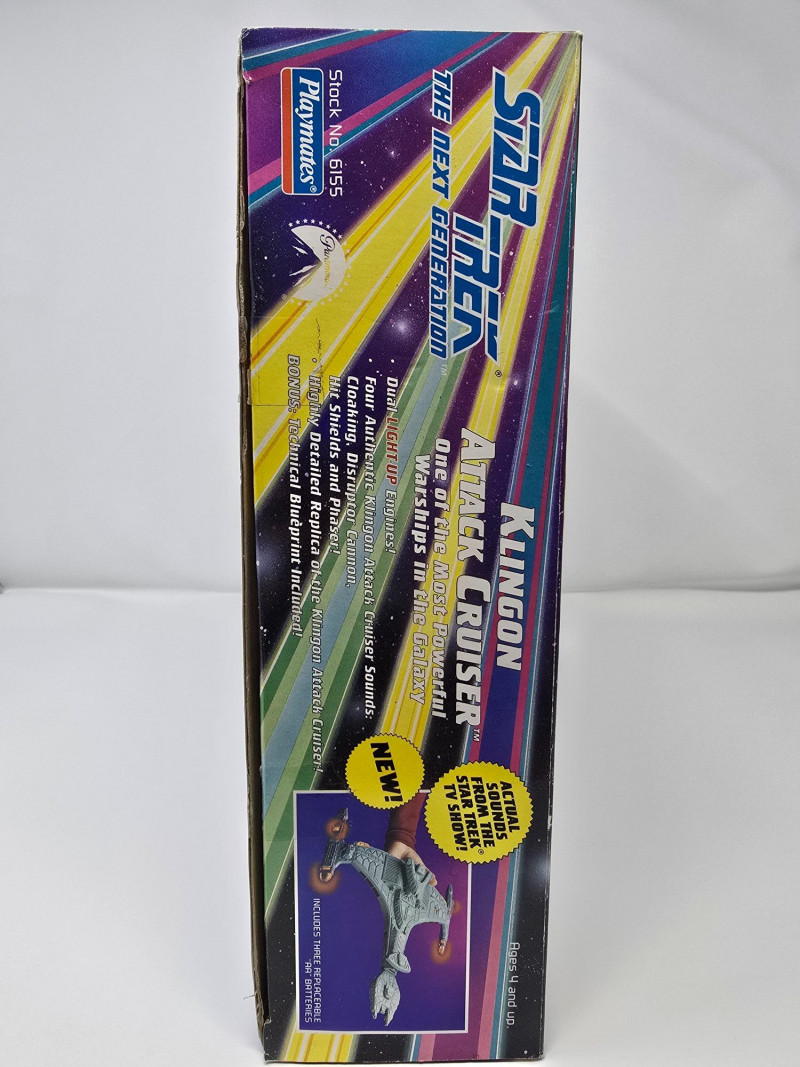 STAR TREK®
THE NEXT GENERATION™
Stock No. 6155
Playmates®
Paramount
KLINGON
ATTACK CRUISER™
One of the Most Powerful
Warships in the Galaxy
• Dual LIGHT-UP Engines!
• Four Authentic Klingon Attack Cruiser Sounds:
Cloaking, Disruptor Cannon,
Hit Shields and Phaser!
• Highly Detailed Replica of the Klingon Attack Cruiser!
BONUS: Technical Blueprint Included!
ACTUAL
SOUNDS
FROM THE
STAR TREK®
TV SHOW!
NEW!
Ages 4 and up.
INCLUDES THREE REPLACEABLE
"AA" BATTERIES